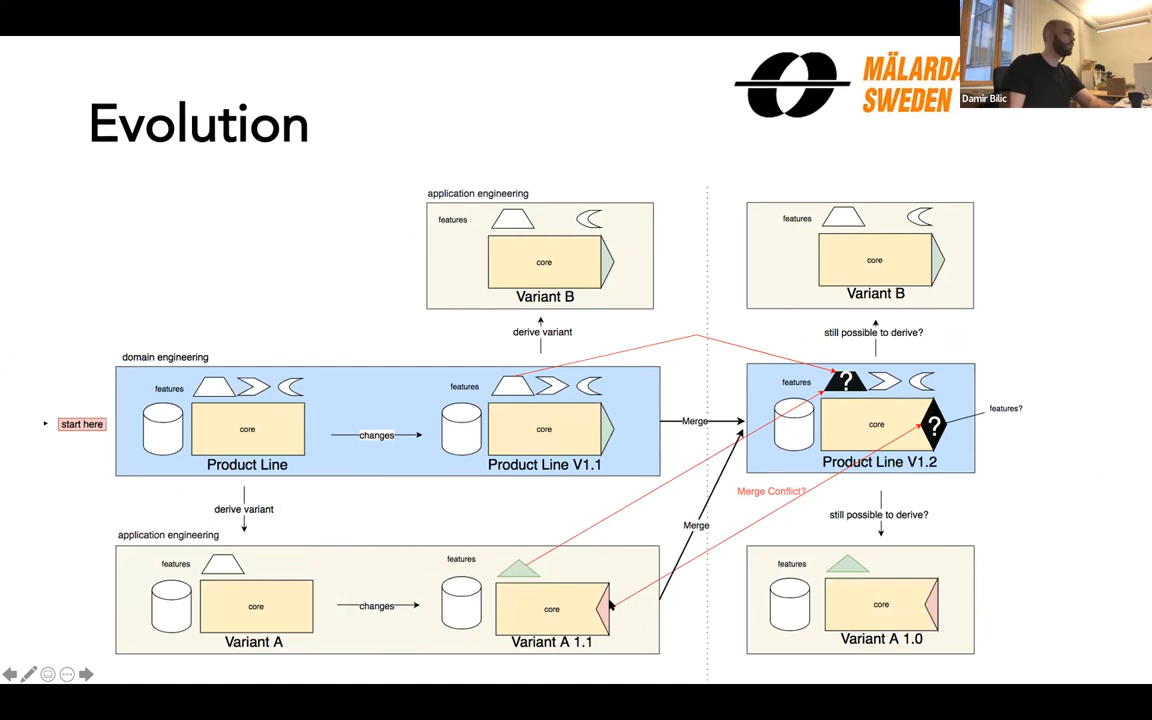 MÄLARDA
SWEDEN
Damir Bilic
Evolution
application engineering
features
core
Variant B
features
core
Variant B
derive variant
still possible to derive?
domain engineering
features
core
Product Line
changes
features
core
Product Line V1.1
Merge
features
?
core
?
Product Line V1.2
features?
start here
Merge Conflict?
derive variant
Merge
still possible to derive?
application engineering
features
core
Variant A
changes
features
core
Variant A 1.1
features
core
Variant A 1.0